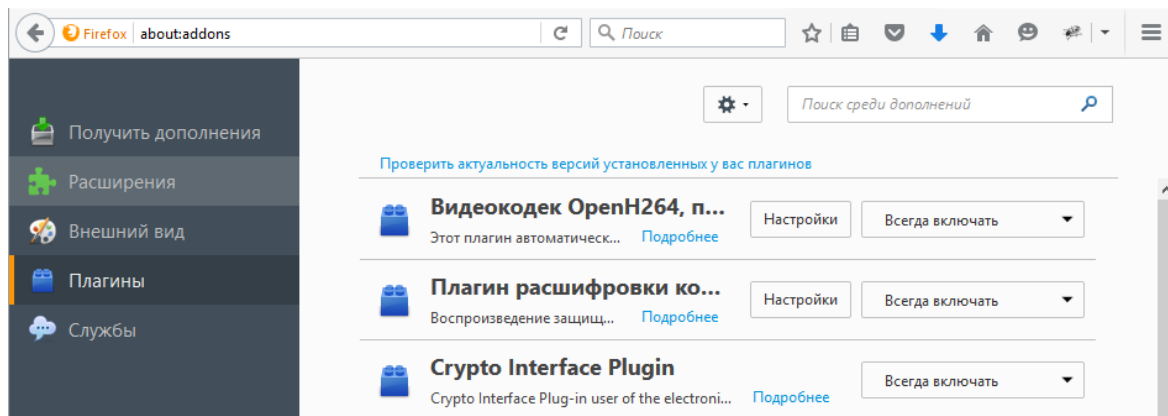 Firefox about:addons
Поиск
Получить дополнения
Расширения
Внешний вид
Плагины
Службы
Поиск среди дополнений
Проверить актуальность версий установленных у вас плагинов
Видеокодек OpenH264, п...
Этот плагин автоматическ... Подробнее
Настройки
Всегда включать
Плагин расшифровки ко...
Воспроизведение защищ... Подробнее
Настройки
Всегда включать
Crypto Interface Plugin
Crypto Interface Plug-in user of the electroni... Подробнее
Всегда включать